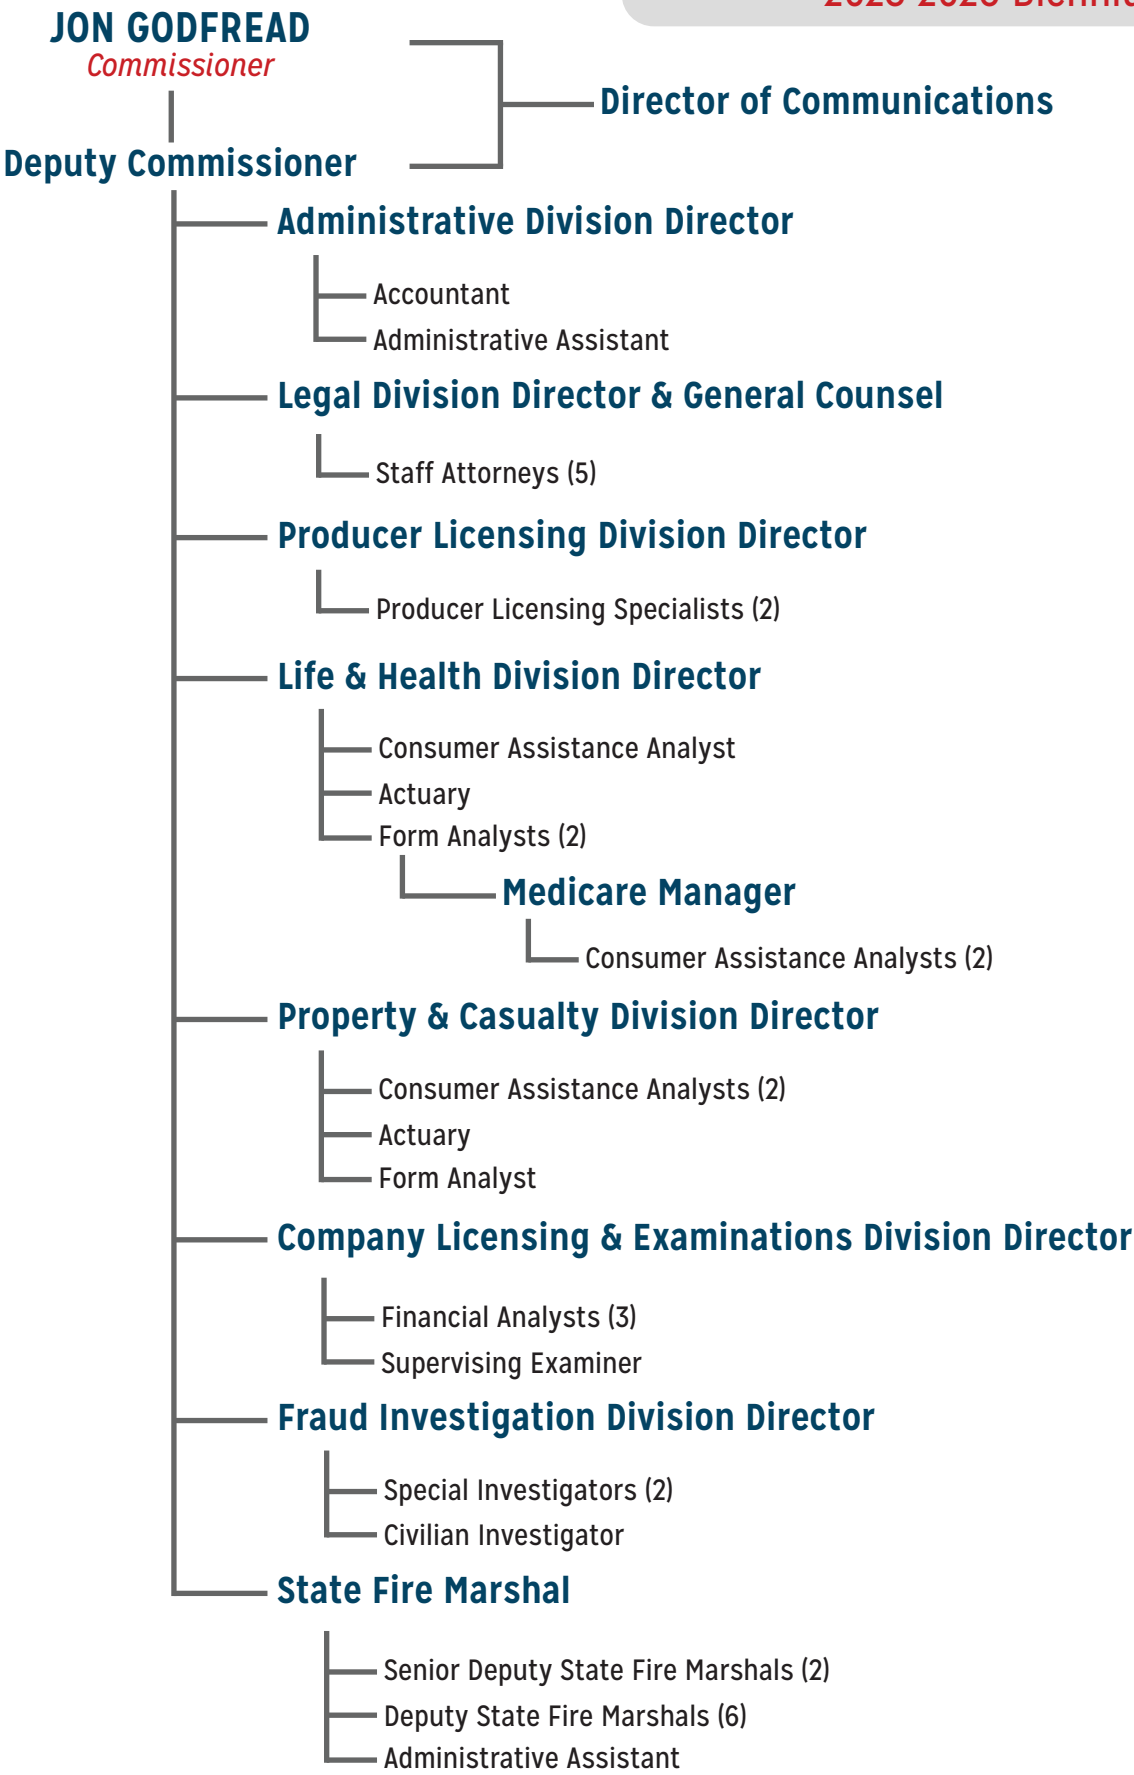 JON GODFREAD
Commissioner
Director of Communications
Deputy Commissioner
Administrative Division Director
Accountant
Administrative Assistant
Legal Division Director & General Counsel
Staff Attorneys (5)
Producer Licensing Division Director
Producer Licensing Specialists (2)
Life & Health Division Director
Consumer Assistance Analyst
Actuary
Form Analysts (2)
Medicare Manager
Consumer Assistance Analysts (2)
Property & Casualty Division Director
Consumer Assistance Analysts (2)
Actuary
Form Analyst
Company Licensing & Examinations Division Director
Financial Analysts (3)
Supervising Examiner
Fraud Investigation Division Director
Special Investigators (2)
Civilian Investigator
State Fire Marshal
Senior Deputy State Fire Marshals (2)
Deputy State Fire Marshals (6)
Administrative Assistant